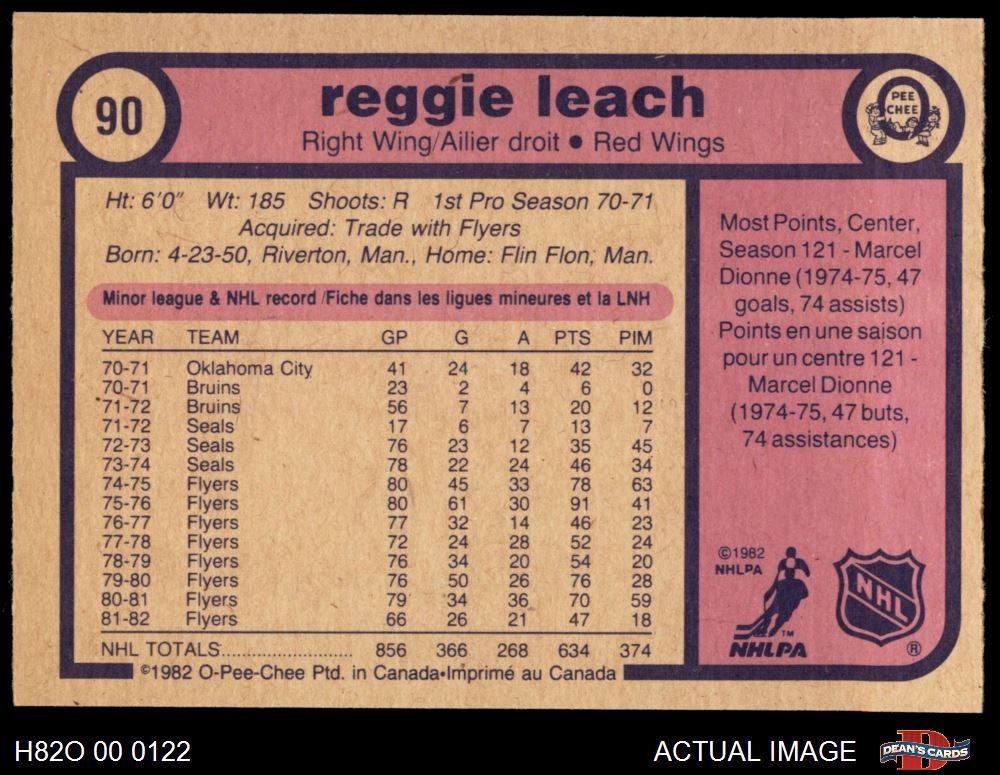 90
reggie leach
Right Wing/Ailier droit • Red Wings
PEE
CHEE
Ht: 6'0" Wt: 185 Shoots: R 1st Pro Season 70-71
Acquired: Trade with Flyers
Born: 4-23-50, Riverton, Man., Home: Flin Flon, Man.
Minor league & NHL record /Fiche dans les ligues mineures et la LNH
YEAR TEAM GP G A PTS PIM
70-71 Oklahoma City 41 24 18 42 32
70-71 Bruins 23 2 4 6 0
71-72 Bruins 56 7 13 20 12
71-72 Seals 17 6 7 13 7
72-73 Seals 76 23 12 35 45
73-74 Seals 78 22 24 46 34
74-75 Flyers 80 45 33 78 63
75-76 Flyers 80 61 30 91 41
76-77 Flyers 77 32 14 46 23
77-78 Flyers 72 24 28 52 24
78-79 Flyers 76 34 20 54 20
79-80 Flyers 76 50 26 76 28
80-81 Flyers 79 34 36 70 59
81-82 Flyers 66 26 21 47 18
NHL TOTALS........................... 856 366 268 634 374
©1982 O-Pee-Chee Ptd. in Canada•Imprimé au Canada
Most Points, Center,
Season 121 - Marcel
Dionne (1974-75, 47
goals, 74 assists)
Points en une saison
pour un centre 121 -
Marcel Dionne
(1974-75, 47 buts,
74 assistances)
©1982
NHLPA
TM
NHLPA
NHL
®
H82O 00 0122
ACTUAL IMAGE
D
DEAN'S CARDS